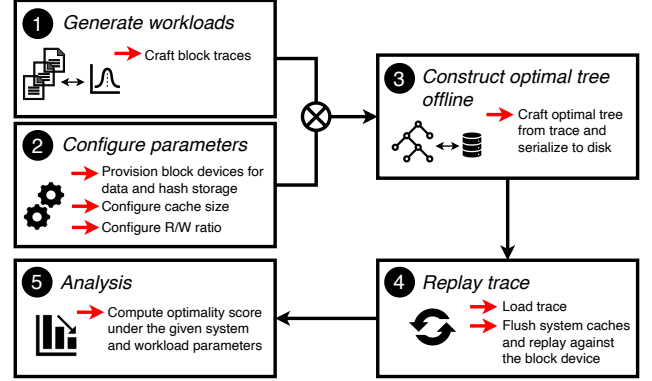 1 Generate workloads
Craft block traces
2 Configure parameters
Provision block devices for
data and hash storage
Configure cache size
Configure R/W ratio
3 Construct optimal tree
offline
Craft optimal tree
from trace and
serialize to disk
4 Replay trace
Load trace
Flush system caches
and replay against
the block device
5 Analysis
Compute optimality score
under the given system
and workload parameters